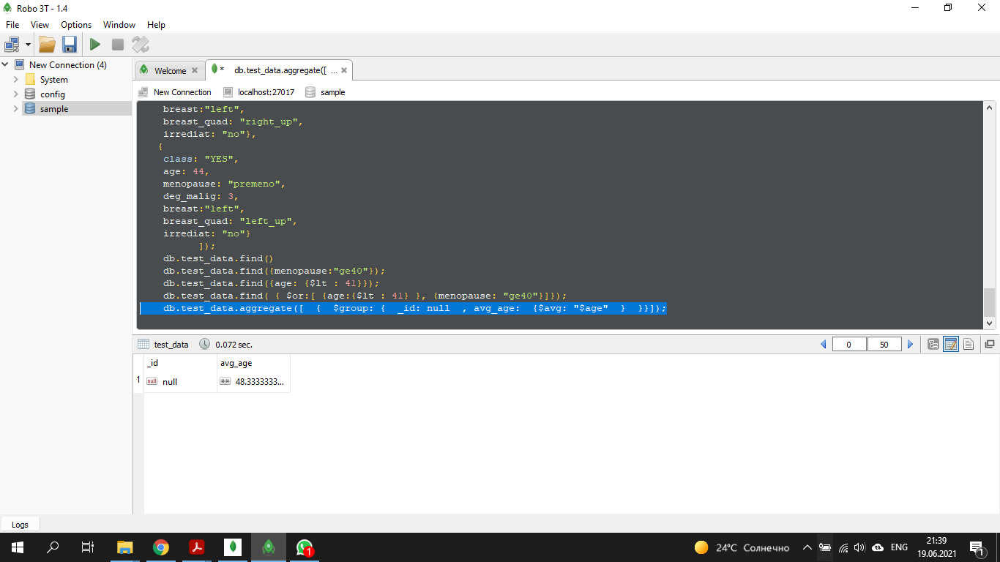 Robo 3T - 1.4
File View Options Window Help
New Connection (4)
System
config
sample
Welcome
* db.test_data.aggregate([ ...
New Connection localhost:27017 sample
breast:"left",
breast_quad: "right_up",
irrediat: "no"},
{
class: "YES",
age: 44,
menopause: "premeno",
deg_malig: 3,
breast:"left",
breast_quad: "left_up",
irrediat: "no"}
]);
db.test_data.find()
db.test_data.find({menopause:"ge40"});
db.test_data.find({age: {$lt : 41}});
db.test_data.find( { $or:[ {age:{$lt : 41} }, {menopause: "ge40"}]});
db.test_data.aggregate([  {  $group: {  _id: null  , avg_age:  {$avg: "$age"  }  }}]);
test_data 0.072 sec. 0 50
_id avg_age
1 null null #.# 48.3333333...
Logs
24°C Солнечно ENG 21:39
19.06.2021
1
1